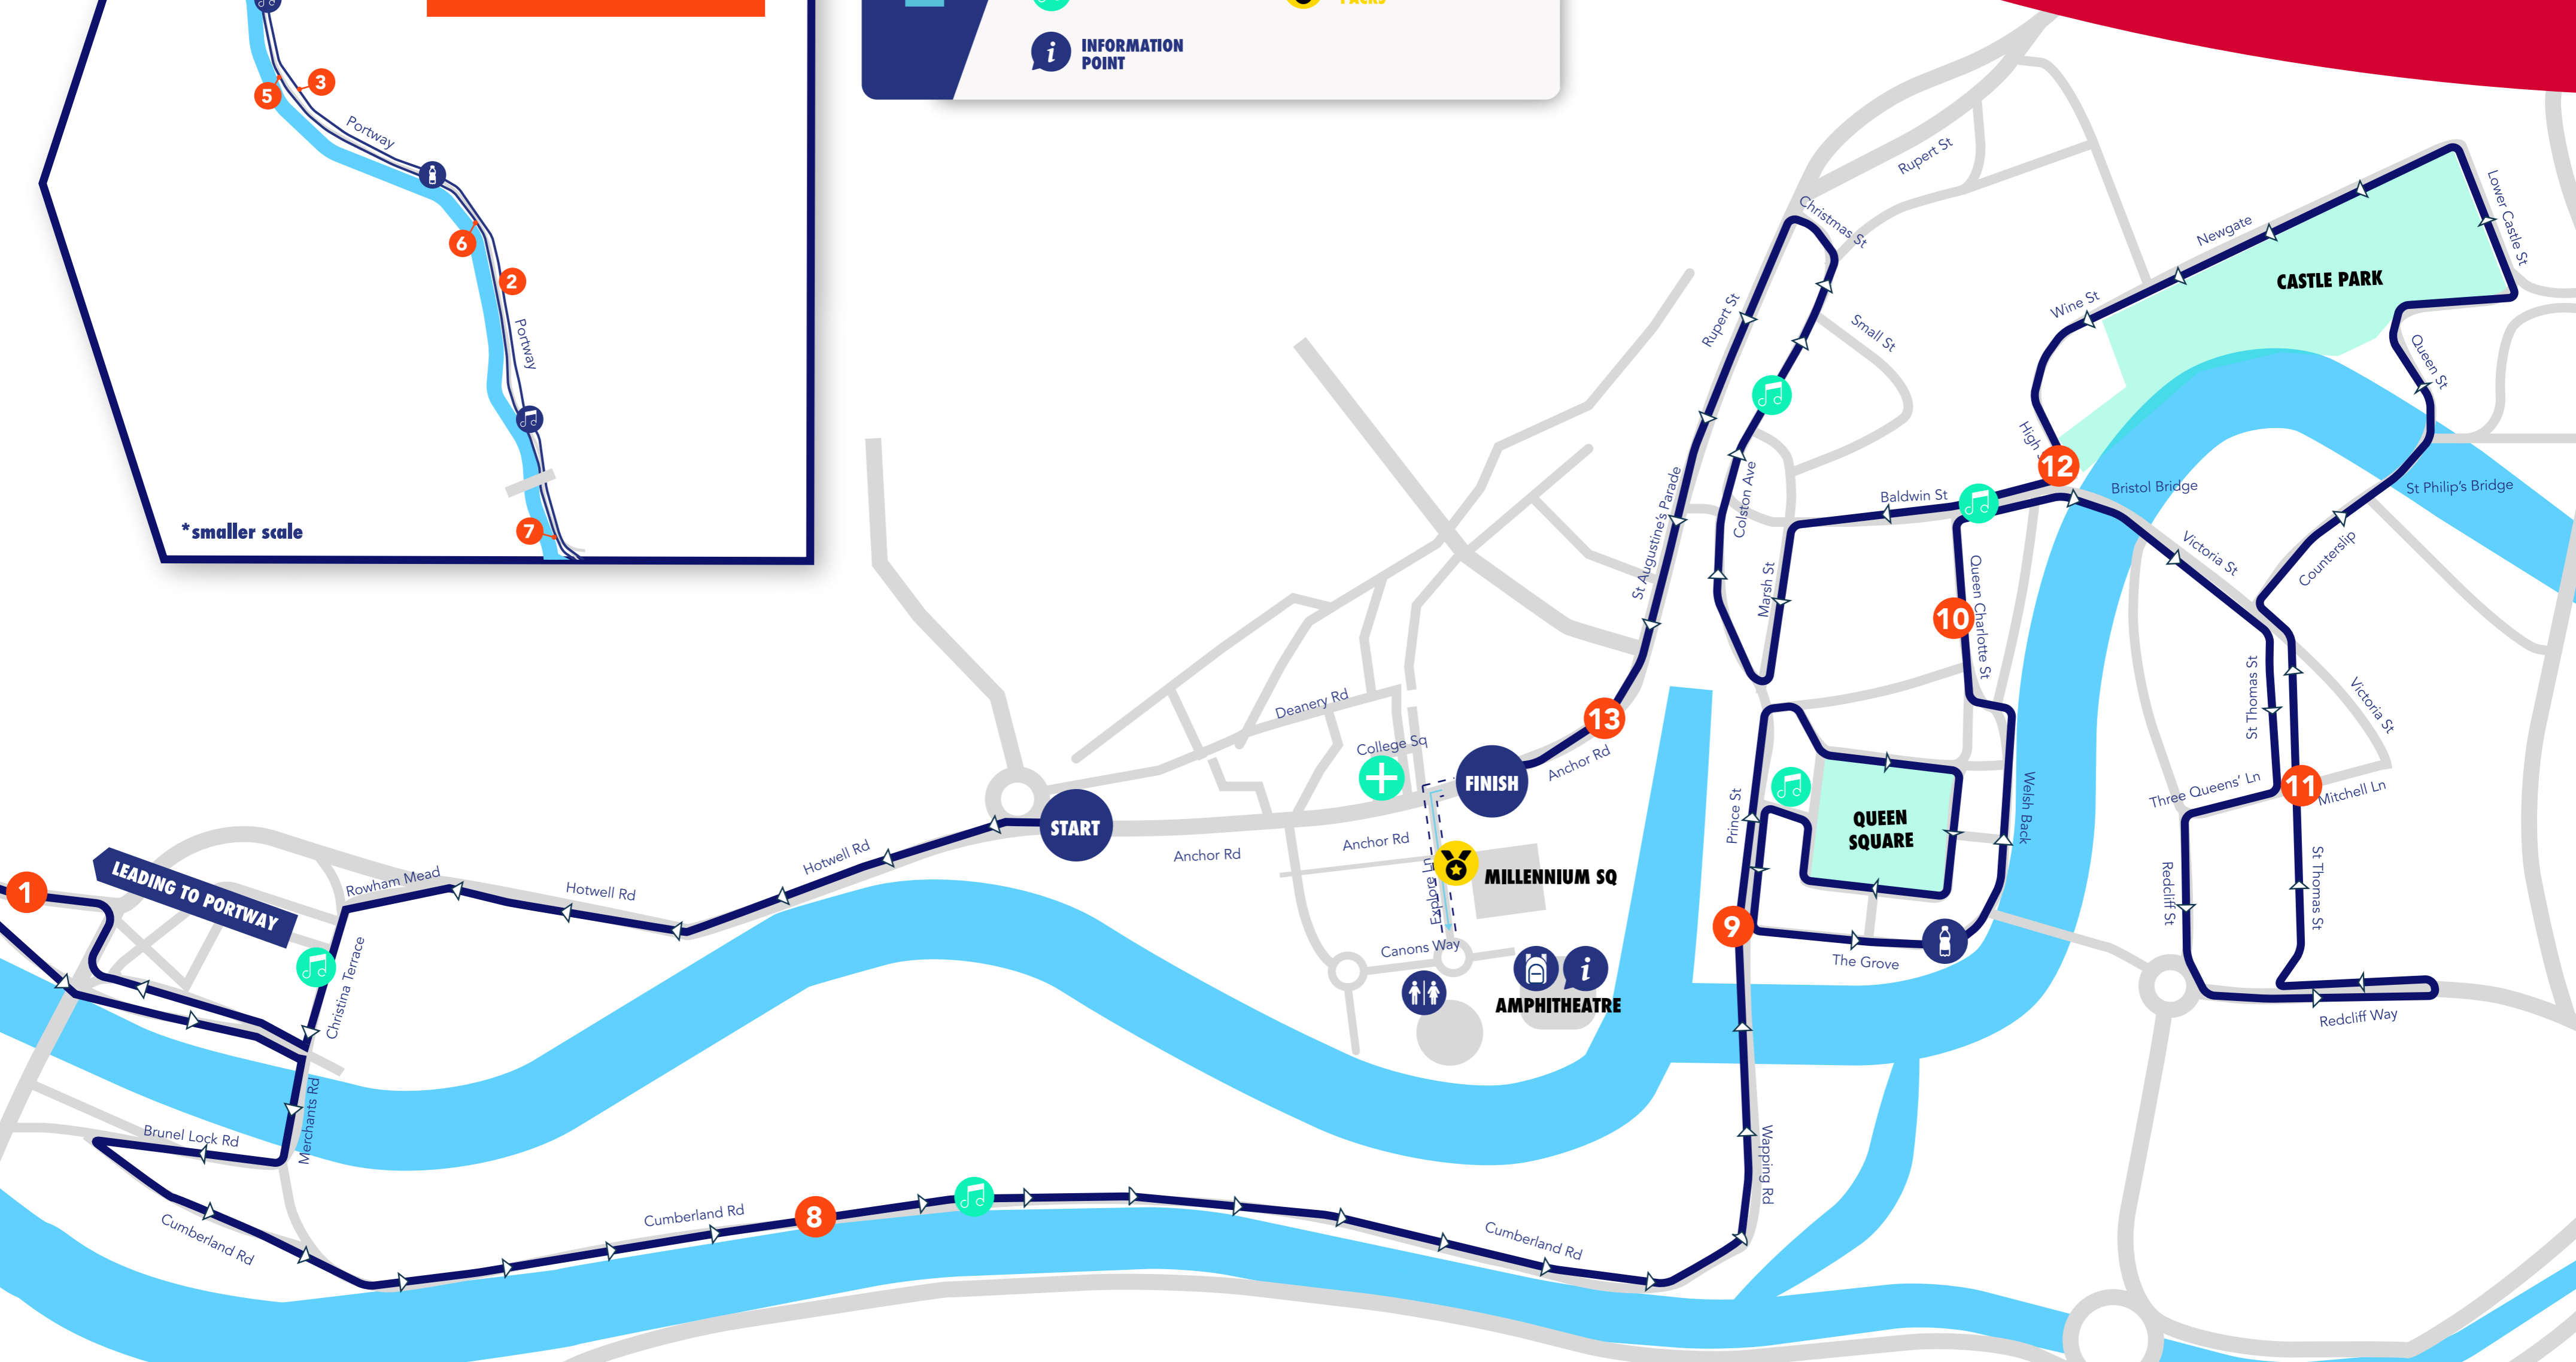 INFORMATION
POINT
3
5
Portway
6
2
Portway
7
*smaller scale
Rupert St
Christmas St
Lower Castle St
Newgate
CASTLE PARK
Wine St
Rupert St
Small St
Queen St
High
12
Baldwin St
Bristol Bridge
St Philip's Bridge
Colston Ave
St Augustine's Parade
Victoria St
Counterslip
Marsh St
Queen Charlotte St
10
St Thomas St
Victoria St
Deanery Rd
College Sq
13
Anchor Rd
FINISH
START
Three Queens' Ln
11
Mitchell Ln
Prince St
QUEEN
SQUARE
Welsh Back
Hotwell Rd
Anchor Rd
Anchor Rd
Explore Ln
MILLENNIUM SQ
1
LEADING TO PORTWAY
Rowham Mead
Hotwell Rd
Redcliff St
St Thomas St
9
Canons Way
The Grove
AMPHITHEATRE
Redcliff Way
Christina Terrace
Merchants Rd
Brunel Lock Rd
Wapping Rd
Cumberland Rd
Cumberland Rd
8
Cumberland Rd